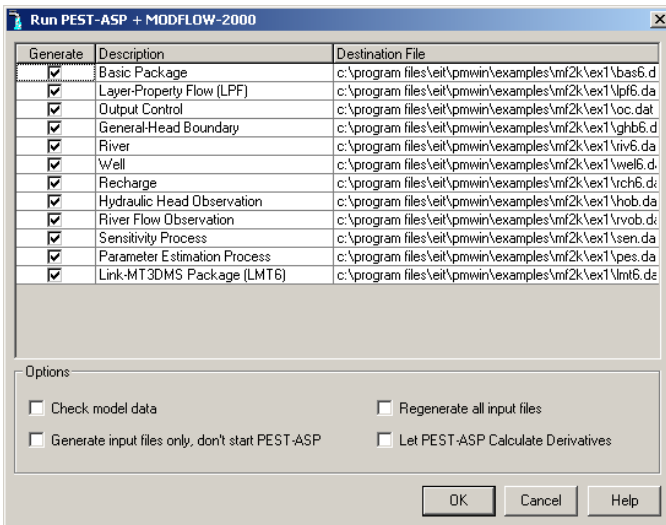 Run PEST-ASP + MODFLOW-2000
Generate Description Destination File
Basic Package c:\program files\eit\pmwin\examples\mf2k\ex1\bas6.d
Layer-Property Flow (LPF) c:\program files\eit\pmwin\examples\mf2k\ex1\lpf6.da
Output Control c:\program files\eit\pmwin\examples\mf2k\ex1\oc.dat
General-Head Boundary c:\program files\eit\pmwin\examples\mf2k\ex1\ghb6.d
River c:\program files\eit\pmwin\examples\mf2k\ex1\riv6.da
Well c:\program files\eit\pmwin\examples\mf2k\ex1\wel6.d
Recharge c:\program files\eit\pmwin\examples\mf2k\ex1\rch6.da
Hydraulic Head Observation c:\program files\eit\pmwin\examples\mf2k\ex1\hob.da
River Flow Observation c:\program files\eit\pmwin\examples\mf2k\ex1\rvob.da
Sensitivity Process c:\program files\eit\pmwin\examples\mf2k\ex1\sen.da
Parameter Estimation Process c:\program files\eit\pmwin\examples\mf2k\ex1\pes.da
Link-MT3DMS Package (LMT6) c:\program files\eit\pmwin\examples\mf2k\ex1\lmt6.da
Options
Check model data Regenerate all input files
Generate input files only, don't start PEST-ASP Let PEST-ASP Calculate Derivatives
OK Cancel Help